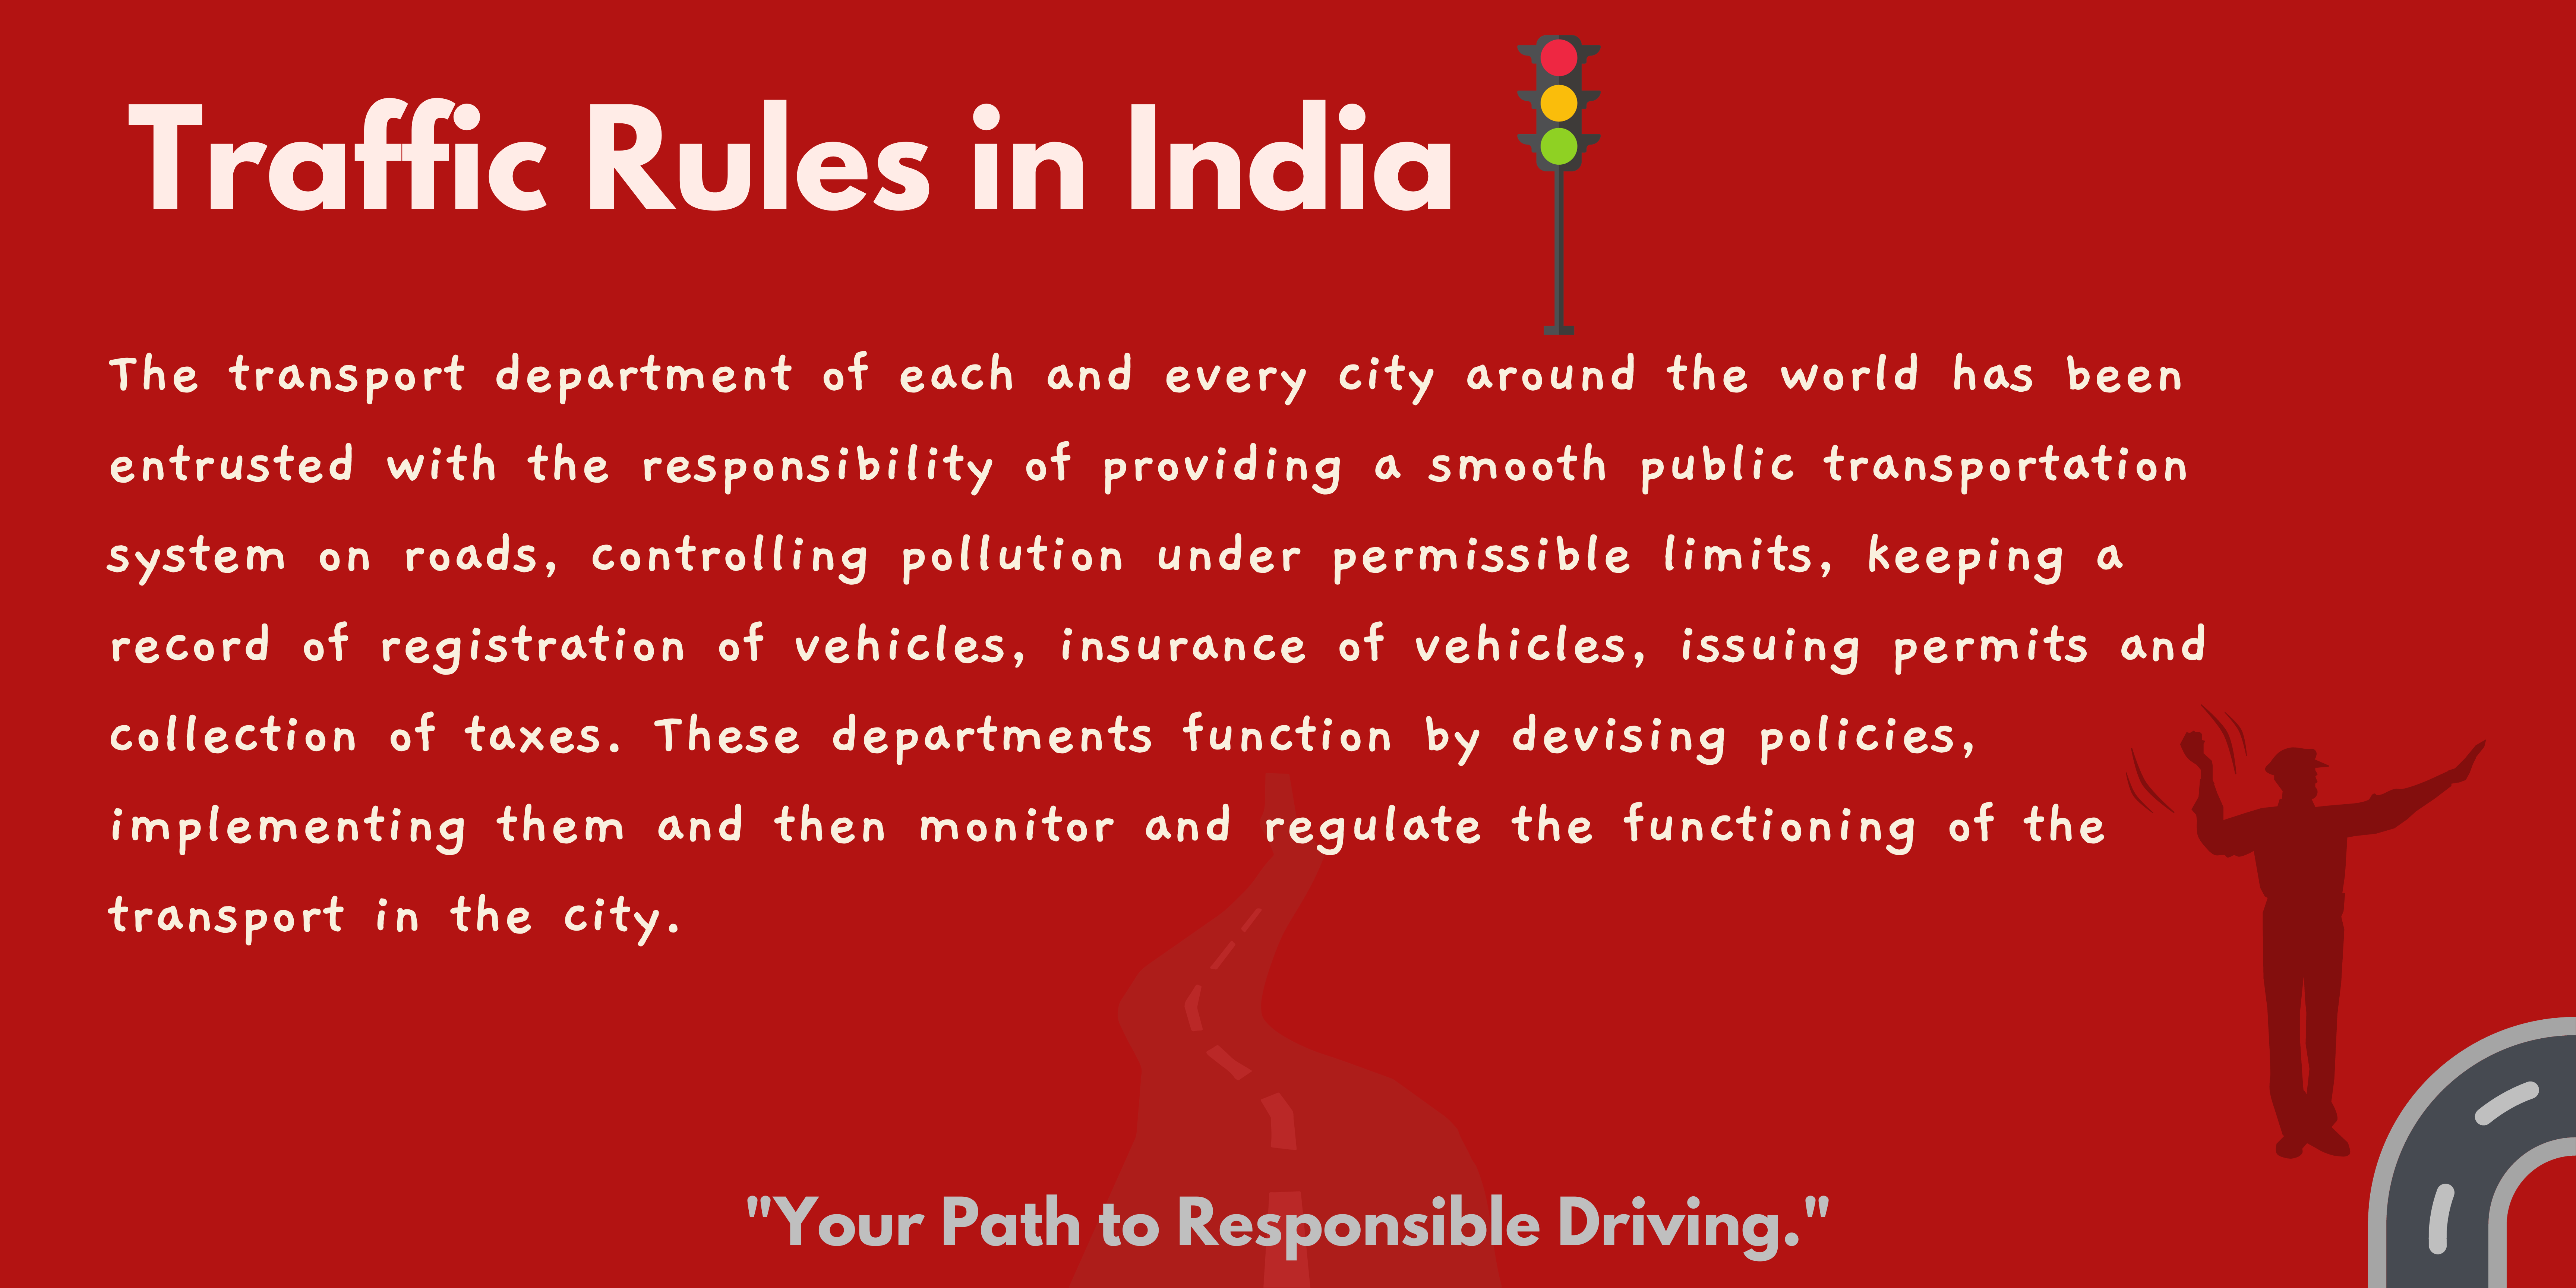 Traffic Rules in India
The transport department of each and every city around the world has been
entrusted with the responsibility of providing a smooth public transportation
system on roads, controlling pollution under permissible limits, keeping a
record of registration of vehicles, insurance of vehicles, issuing permits and
collection of taxes. These departments function by devising policies,
implementing them and then monitor and regulate the functioning of the
transport in the city.
"Your Path to Responsible Driving."